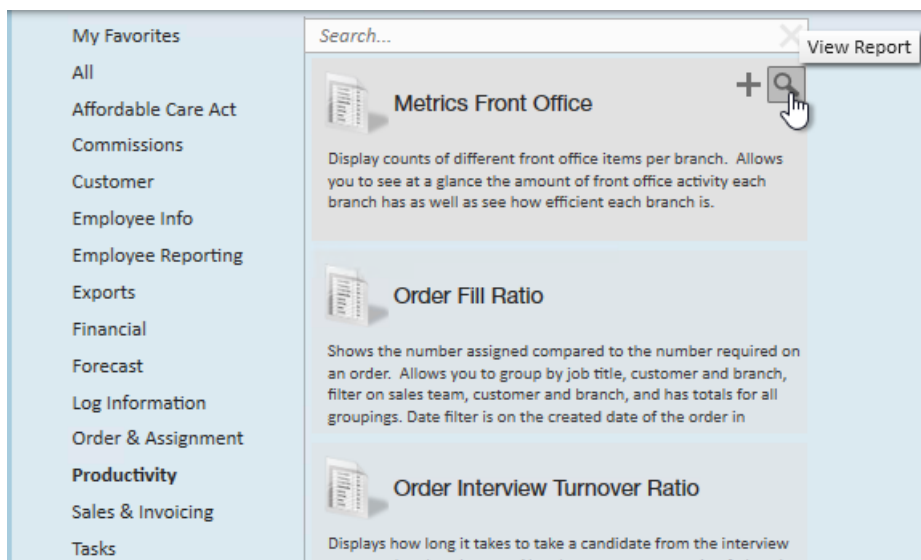 My Favorites
All
Affordable Care Act
Commissions
Customer
Employee Info
Employee Reporting
Exports
Financial
Forecast
Log Information
Order & Assignment
Productivity
Sales & Invoicing
Tasks
Search...
View Report
Metrics Front Office
Display counts of different front office items per branch.  Allows
you to see at a glance the amount of front office activity each
branch has as well as see how efficient each branch is.
Order Fill Ratio
Shows the number assigned compared to the number required on
an order.  Allows you to group by job title, customer and branch,
filter on sales team, customer and branch, and has totals for all
groupings. Date filter is on the created date of the order in
Order Interview Turnover Ratio
Displays how long it takes to take a candidate from the interview